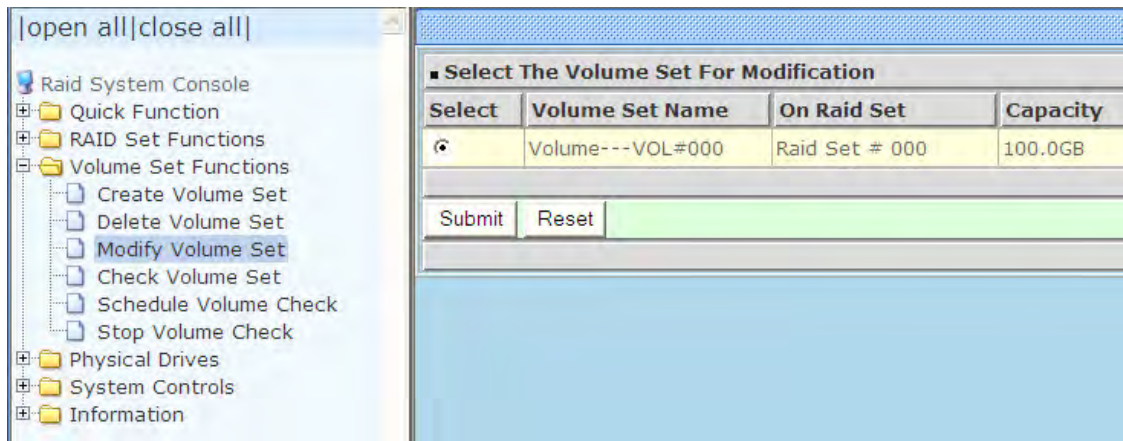 |open all|close all|
Raid System Console
Quick Function
RAID Set Functions
Volume Set Functions
Create Volume Set
Delete Volume Set
Modify Volume Set
Check Volume Set
Schedule Volume Check
Stop Volume Check
Physical Drives
System Controls
Information
Select The Volume Set For Modification
Select Volume Set Name On Raid Set Capacity
Volume---VOL#000 Raid Set # 000 100.0GB
Submit Reset